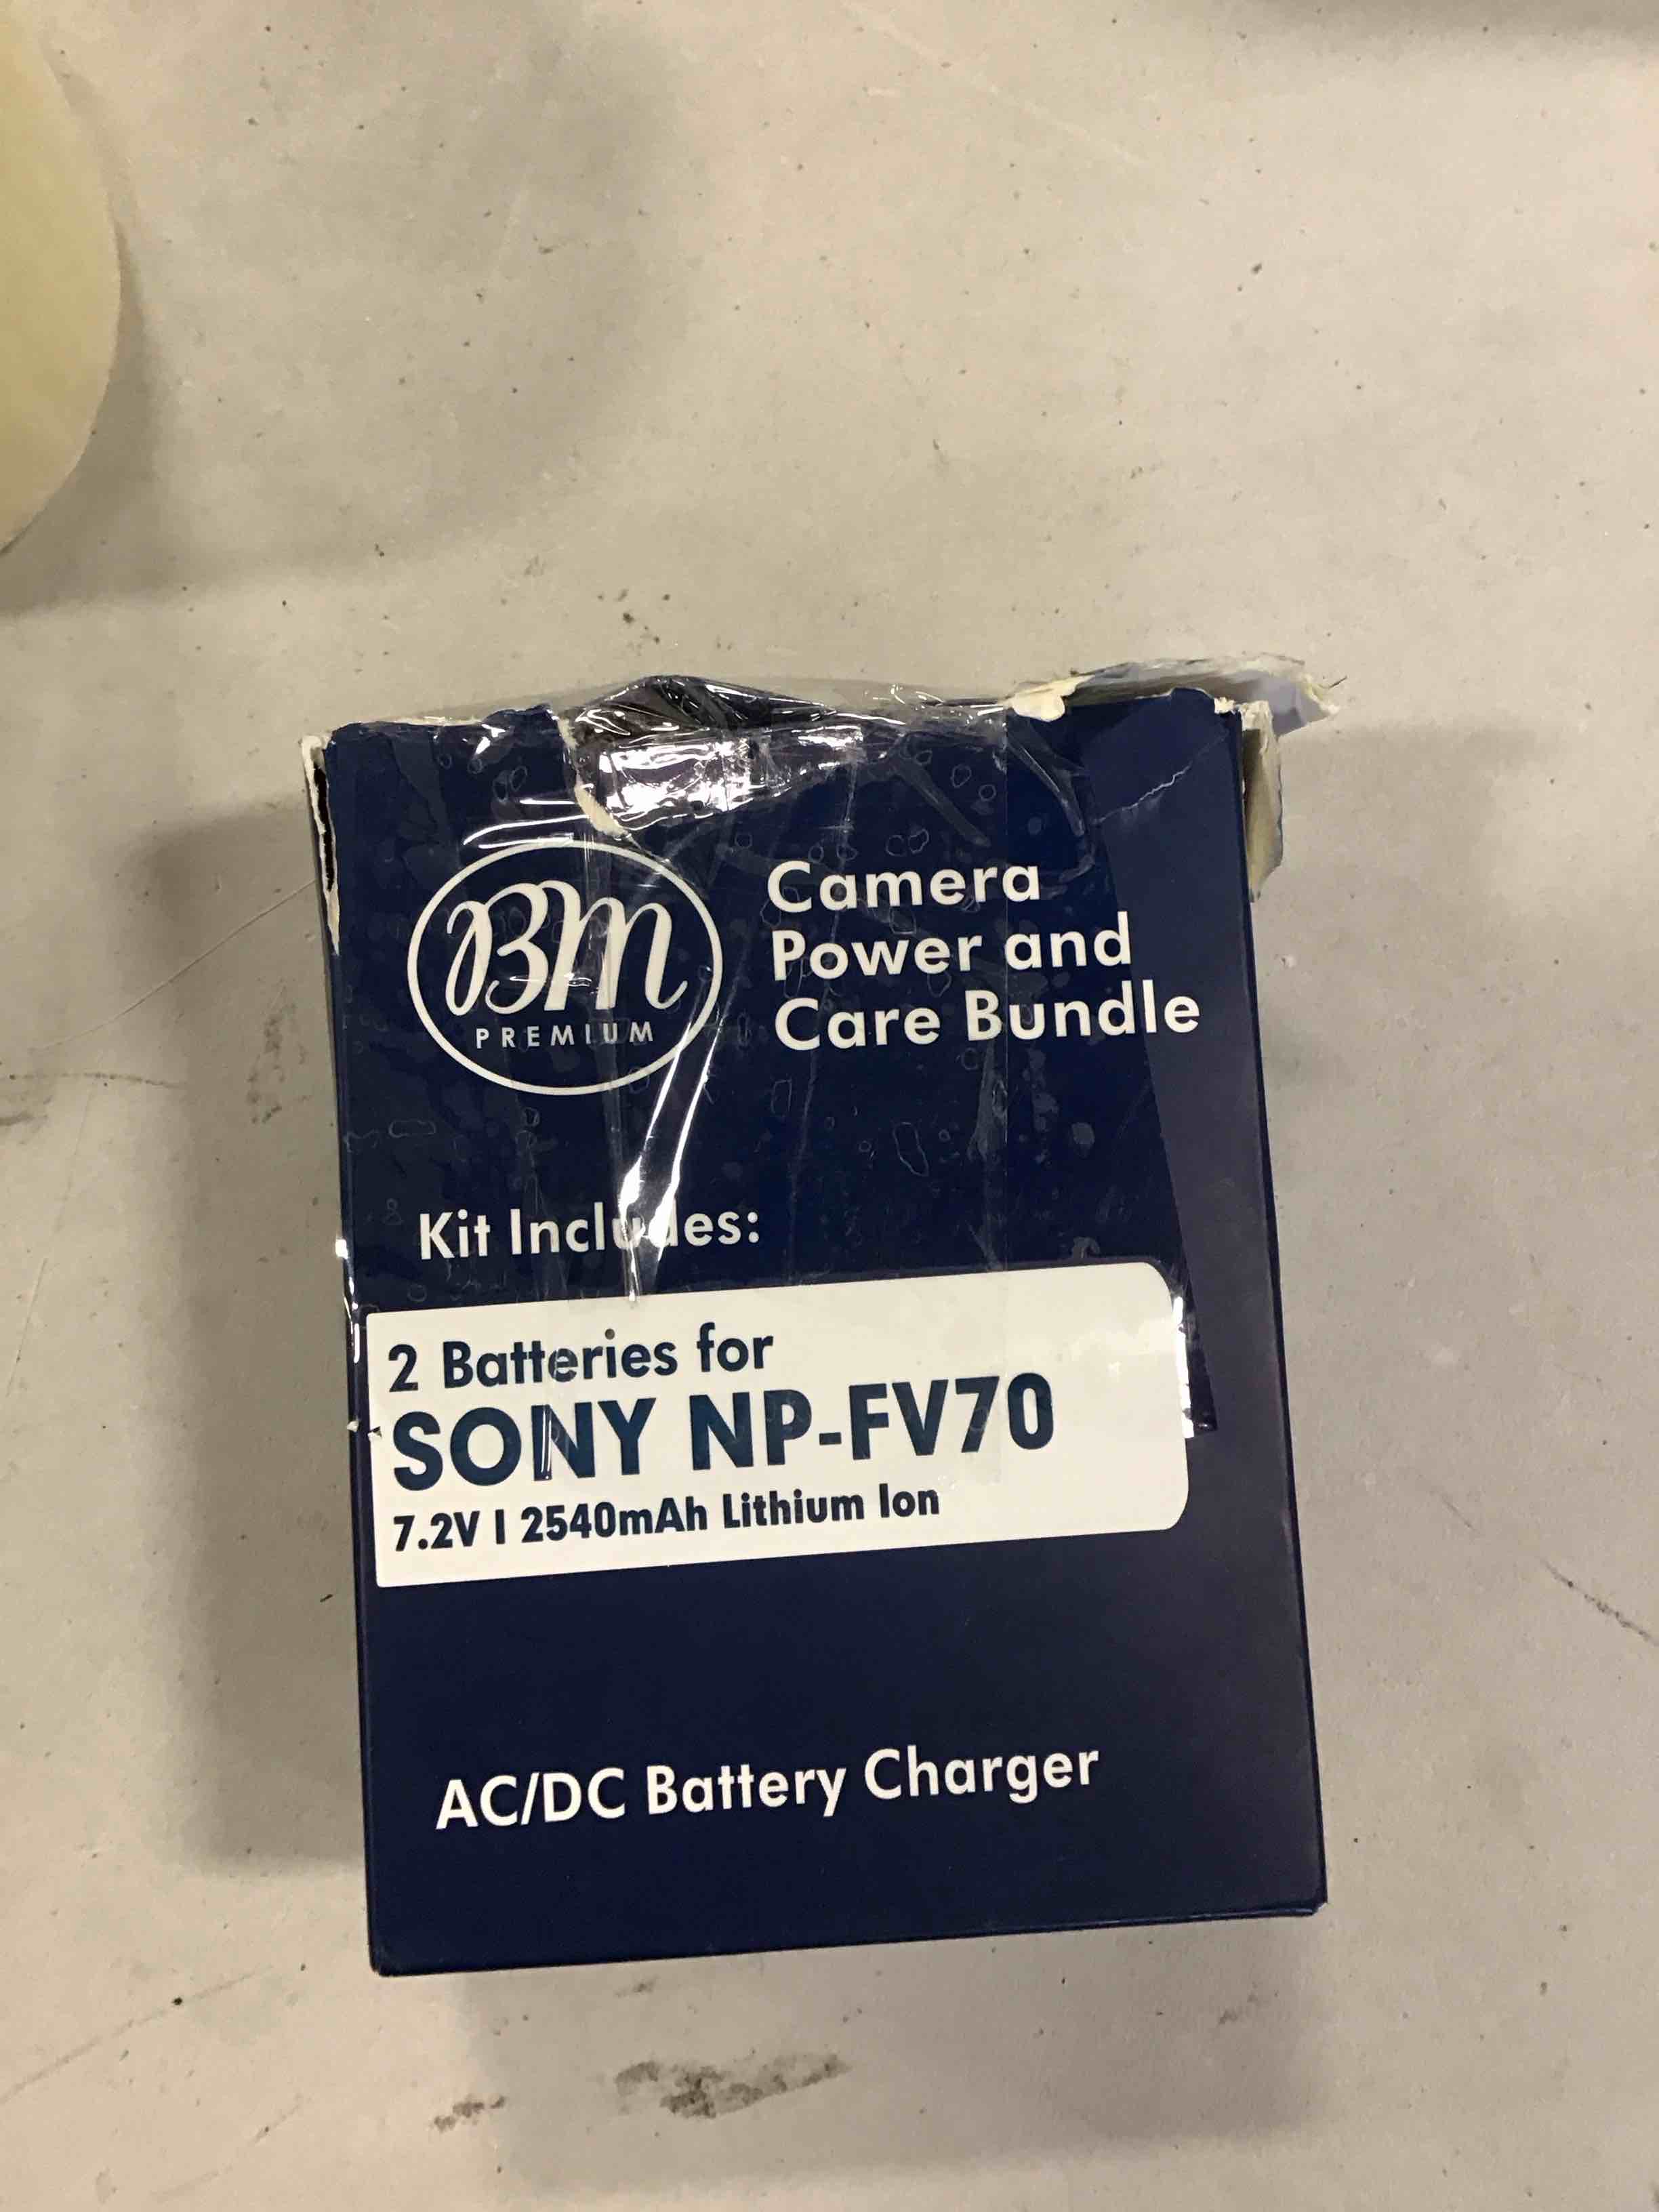 BM
PREMIUM
Camera
Power and
Care Bundle
Kit Includes:
2 Batteries for
SONY NP-FV70
7.2V | 2540mAh Lithium Ion
AC/DC Battery Charger